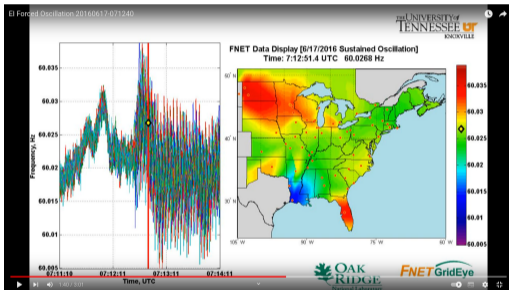 EI Forced Oscillation 20160617-071240
THE UNIVERSITY of
TENNESSEE UT
KNOXVILLE
FNET Data Display [6/17/2016 Sustained Oscillation]
Time: 7:12:51.4 UTC 60.0268 Hz
60.035
60.03
60.025
60.02
60.015
60.01
60.005
Frequency, Hz
07:11:10
07:12:11
07:13:11
07:14:11
Time, UTC
60.035
60.03
60.02
60.015
60.01
60.005
OAK
RIDGE
National Laboratory
FNET GridEye